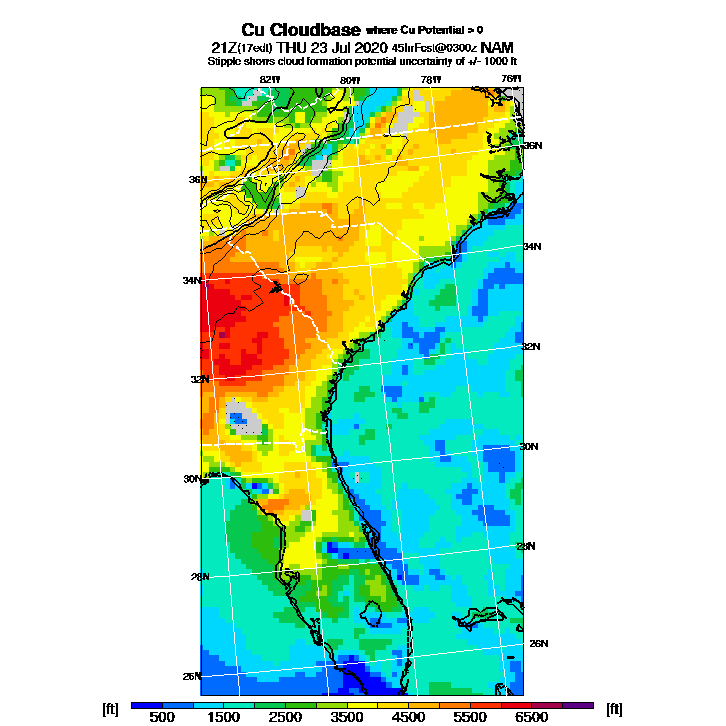 Cu Cloudbase where Cu Potential > 0
21Z(17edt) THU 23 Jul 2020 45hrFcst@0300z NAM
Stipple shows cloud formation potential uncertainty of +/- 1000 ft
82W 80W 78W 76W
36N
36N
34N
34N
32N
32N
30N
30N
28N
28N
26N
26N
[ft] 500 1500 2500 3500 4500 5500 6500 [ft]